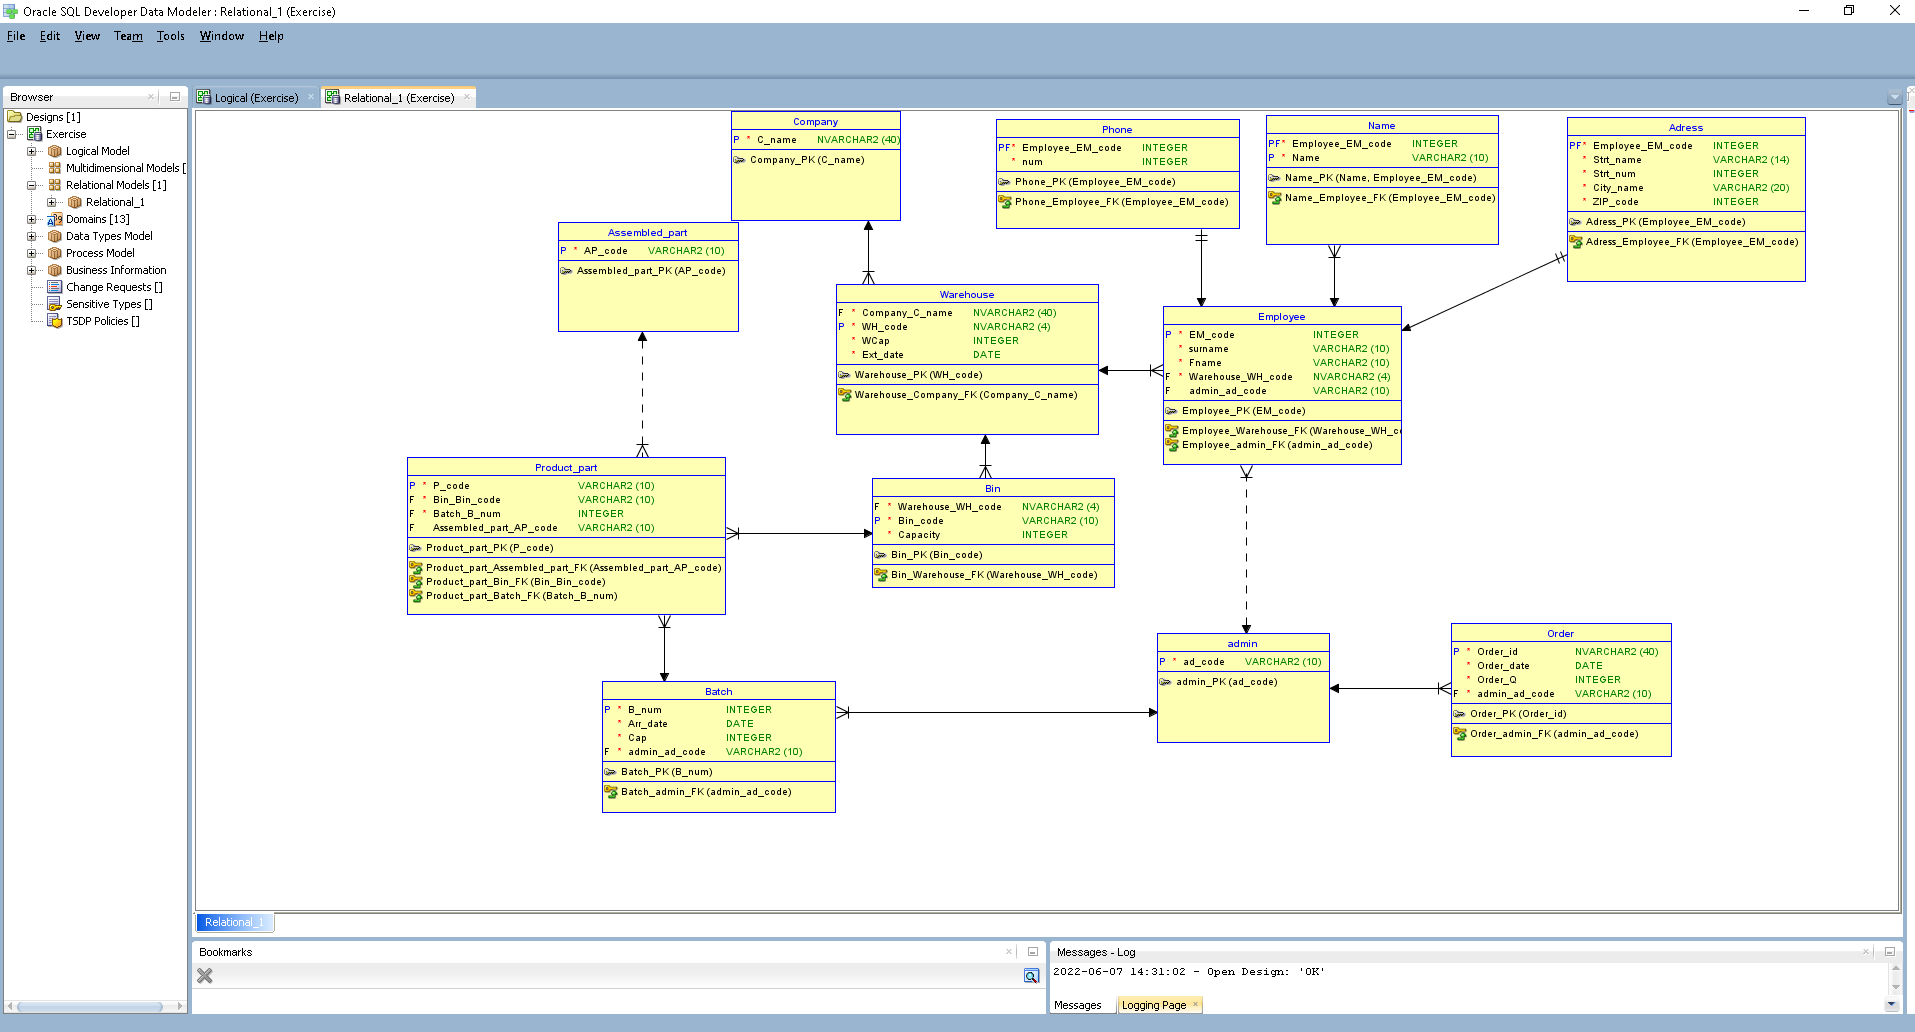 Oracle SQL Developer Data Modeler : Relational_1 (Exercise)
File Edit View Team Tools Window Help
Browser
Designs [1]
Exercise
Logical Model
Multidimensional Models [
Relational Models [1]
Relational_1
Domains [13]
Data Types Model
Process Model
Business Information
Change Requests []
Sensitive Types []
TSDP Policies []
Logical (Exercise)
Relational_1 (Exercise)
Company
P * C_name NVARCHAR2 (40)
Company_PK (C_name)
Phone
PF* Employee_EM_code INTEGER
* num INTEGER
Phone_PK (Employee_EM_code)
Phone_Employee_FK (Employee_EM_code)
Name
PF* Employee_EM_code INTEGER
P * Name VARCHAR2 (10)
Name_PK (Name, Employee_EM_code)
Name_Employee_FK (Employee_EM_code)
Adress
PF* Employee_EM_code INTEGER
* Strt_name VARCHAR2 (14)
* Strt_num INTEGER
* City_name VARCHAR2 (20)
* ZIP_code INTEGER
Adress_PK (Employee_EM_code)
Adress_Employee_FK (Employee_EM_code)
Assembled_part
P * AP_code VARCHAR2 (10)
Assembled_part_PK (AP_code)
Warehouse
F * Company_C_name NVARCHAR2 (40)
P * WH_code NVARCHAR2 (4)
* WCap INTEGER
* Ext_date DATE
Warehouse_PK (WH_code)
Warehouse_Company_FK (Company_C_name)
Employee
P * EM_code INTEGER
* surname VARCHAR2 (10)
* Fname VARCHAR2 (10)
F * Warehouse_WH_code NVARCHAR2 (4)
F admin_ad_code VARCHAR2 (10)
Employee_PK (EM_code)
Employee_Warehouse_FK (Warehouse_WH_c
Employee_admin_FK (admin_ad_code)
Product_part
P * P_code VARCHAR2 (10)
F * Bin_Bin_code VARCHAR2 (10)
F * Batch_B_num INTEGER
F Assembled_part_AP_code VARCHAR2 (10)
Product_part_PK (P_code)
Product_part_Assembled_part_FK (Assembled_part_AP_code)
Product_part_Bin_FK (Bin_Bin_code)
Product_part_Batch_FK (Batch_B_num)
Bin
F * Warehouse_WH_code NVARCHAR2 (4)
P * Bin_code VARCHAR2 (10)
* Capacity INTEGER
Bin_PK (Bin_code)
Bin_Warehouse_FK (Warehouse_WH_code)
admin
P * ad_code VARCHAR2 (10)
admin_PK (ad_code)
Order
P * Order_id NVARCHAR2 (40)
* Order_date DATE
* Order_Q INTEGER
F * admin_ad_code VARCHAR2 (10)
Order_PK (Order_id)
Order_admin_FK (admin_ad_code)
Batch
P * B_num INTEGER
* Arr_date DATE
* Cap INTEGER
F * admin_ad_code VARCHAR2 (10)
Batch_PK (B_num)
Batch_admin_FK (admin_ad_code)
Relational_1
Bookmarks
Messages - Log
2022-06-07 14:31:02 - Open Design: 'OK'
Messages
Logging Page